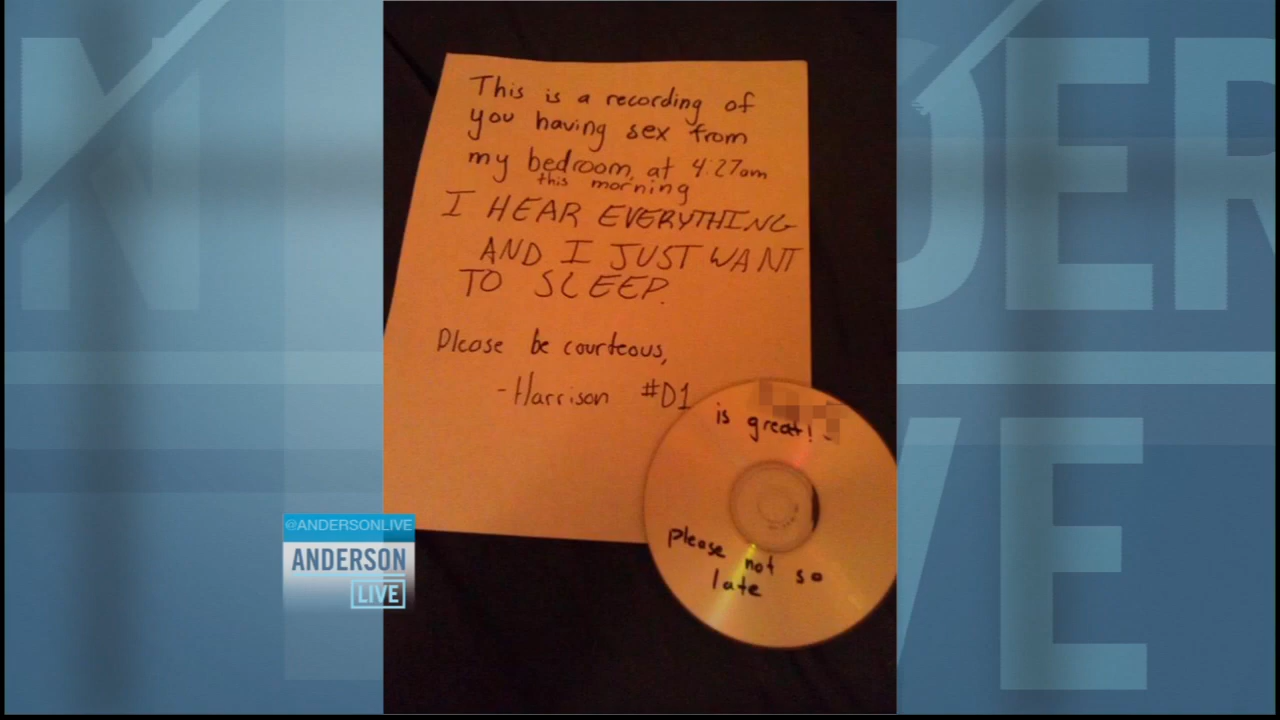 This is a recording of
you having sex from
my bedroom, at 4:27am
this morning
I HEAR EVERYTHING
AND I JUST WANT
TO SLEEP.
Please be courteous,
-Harrison #D1
is great! -
please not so
late
@ANDERSONLIVE
ANDERSON
LIVE